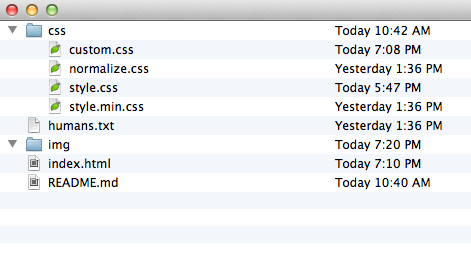 css Today 10:42 AM
custom.css Today 7:08 PM
normalize.css Yesterday 1:36 PM
style.css Today 5:47 PM
style.min.css Yesterday 1:36 PM
humans.txt Yesterday 1:36 PM
img Today 7:20 PM
index.html Today 7:10 PM
README.md Today 10:40 AM